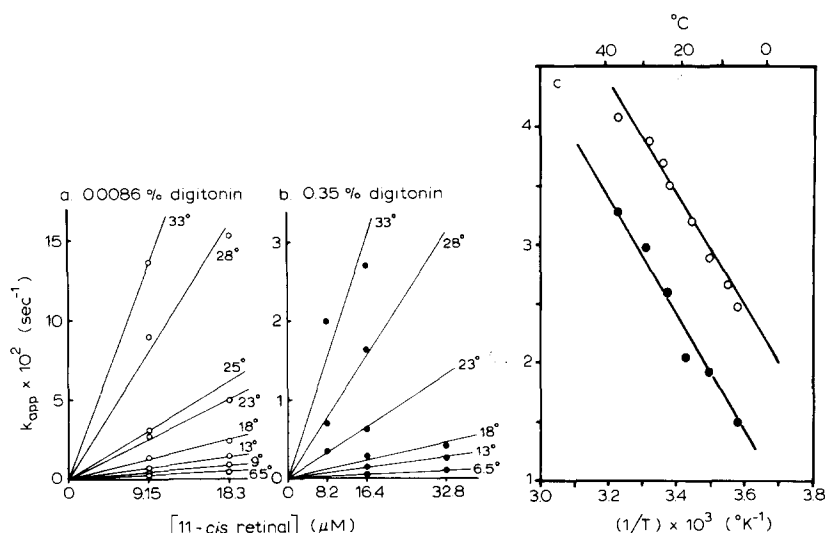 °C
40 20 0
c
4
3
2
1
3.0 3.2 3.4 3.6 3.8
(1/T) × 10³ (°K⁻¹)
a. 0.0086 % digitonin
b. 0.35 % digitonin
k_app × 10² (sec⁻¹)
15
10
5
0
33°
28°
25°
23°
18°
13°
9°
6.5°
0 9.15 18.3
3
2
1
0
33°
28°
23°
18°
13°
6.5°
0 8.2 16.4 32.8
[11-cis retinal] (μM)